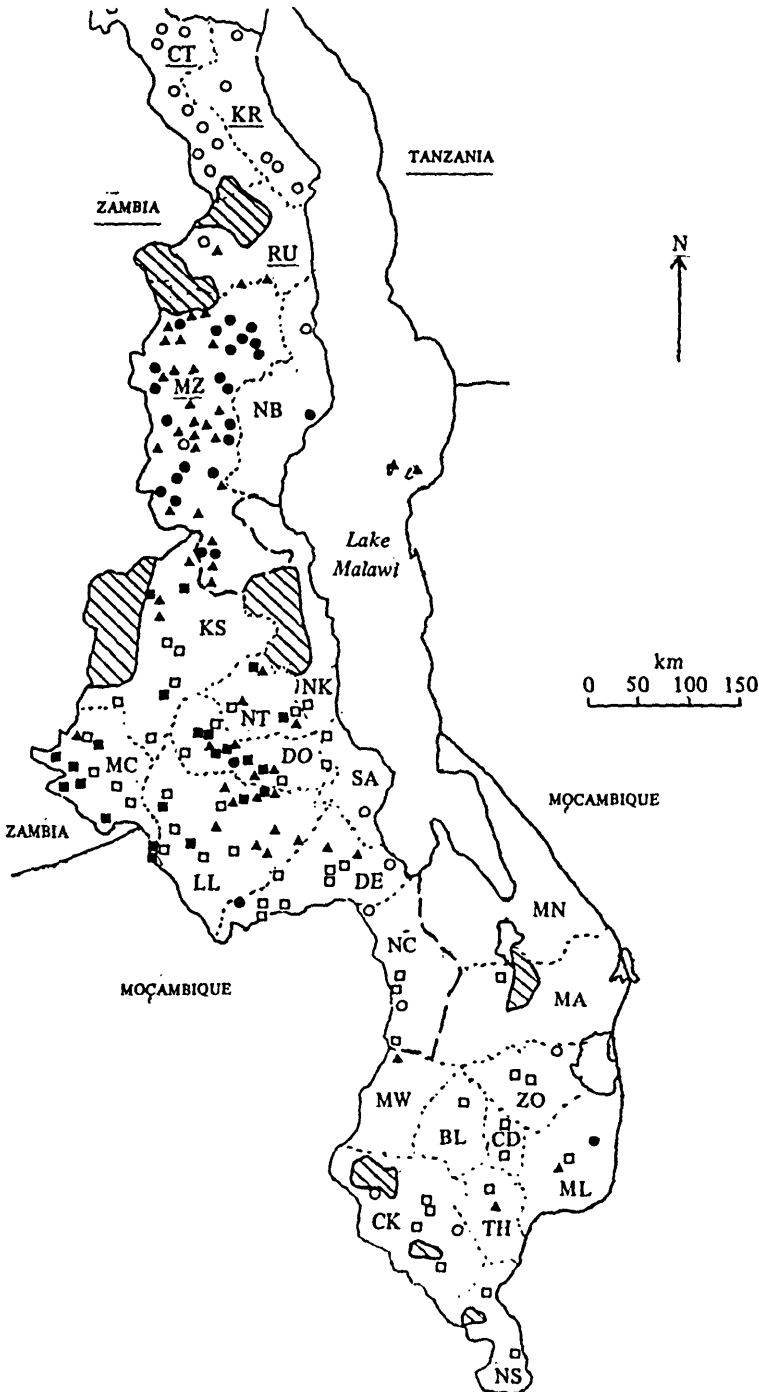 CT
KR
TANZANIA
ZAMBIA
N
RU
MZ
NB
Lake
Malawi
KS
km
0 50 100 150
NK
NT
DO
MC
SA
MOÇAMBIQUE
ZAMBIA
LL
DE
MN
NC
MOÇAMBIQUE
MA
MW
ZO
BL
CD
ML
CK
TH
NS